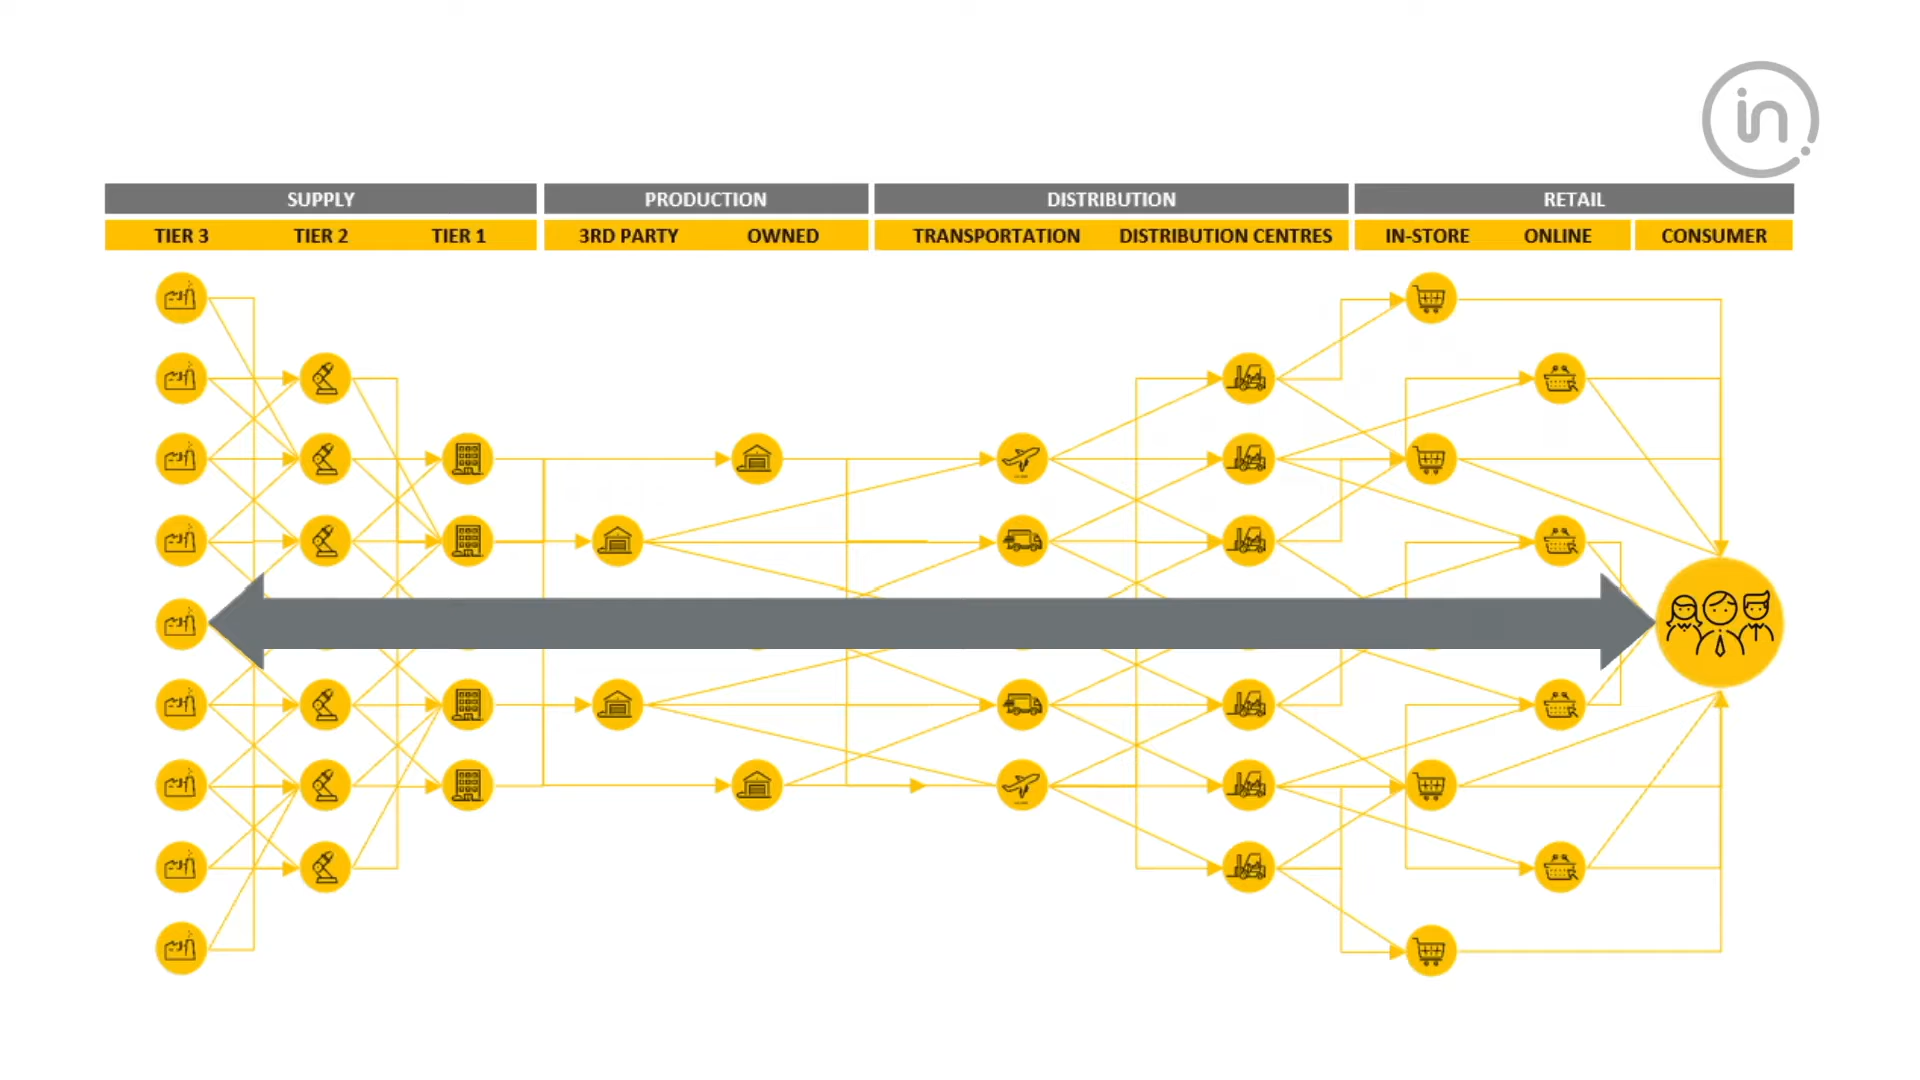 in
SUPPLY PRODUCTION DISTRIBUTION RETAIL
TIER 3 TIER 2 TIER 1 3RD PARTY OWNED TRANSPORTATION DISTRIBUTION CENTRES IN-STORE ONLINE CONSUMER